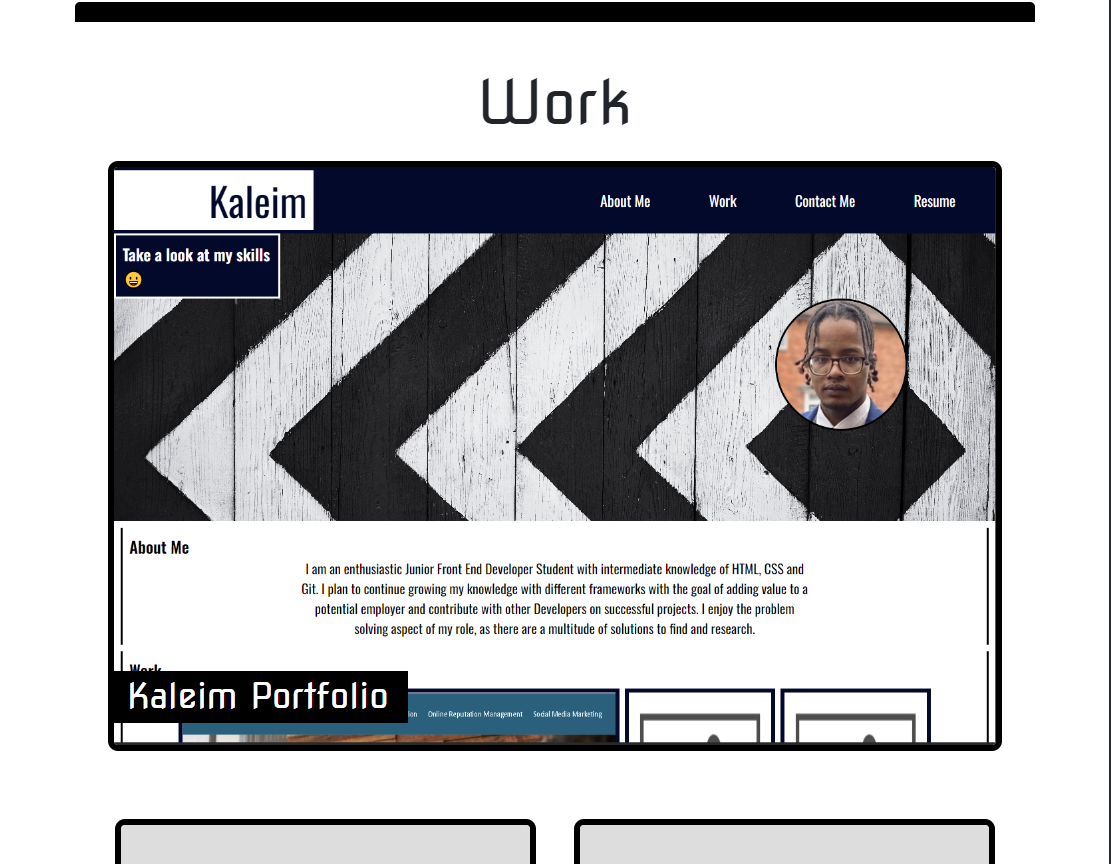 Work
Kaleim
About Me
Work
Contact Me
Resume
Take a look at my skills
😀
About Me
I am an enthusiastic Junior Front End Developer Student with intermediate knowledge of HTML, CSS and
Git. I plan to continue growing my knowledge with different frameworks with the goal of adding value to a
potential employer and contribute with other Developers on successful projects. I enjoy the problem
solving aspect of my role, as there are a multitude of solutions to find and research.
Work
Kaleim Portfolio
Online Reputation Management
Social Media Marketing